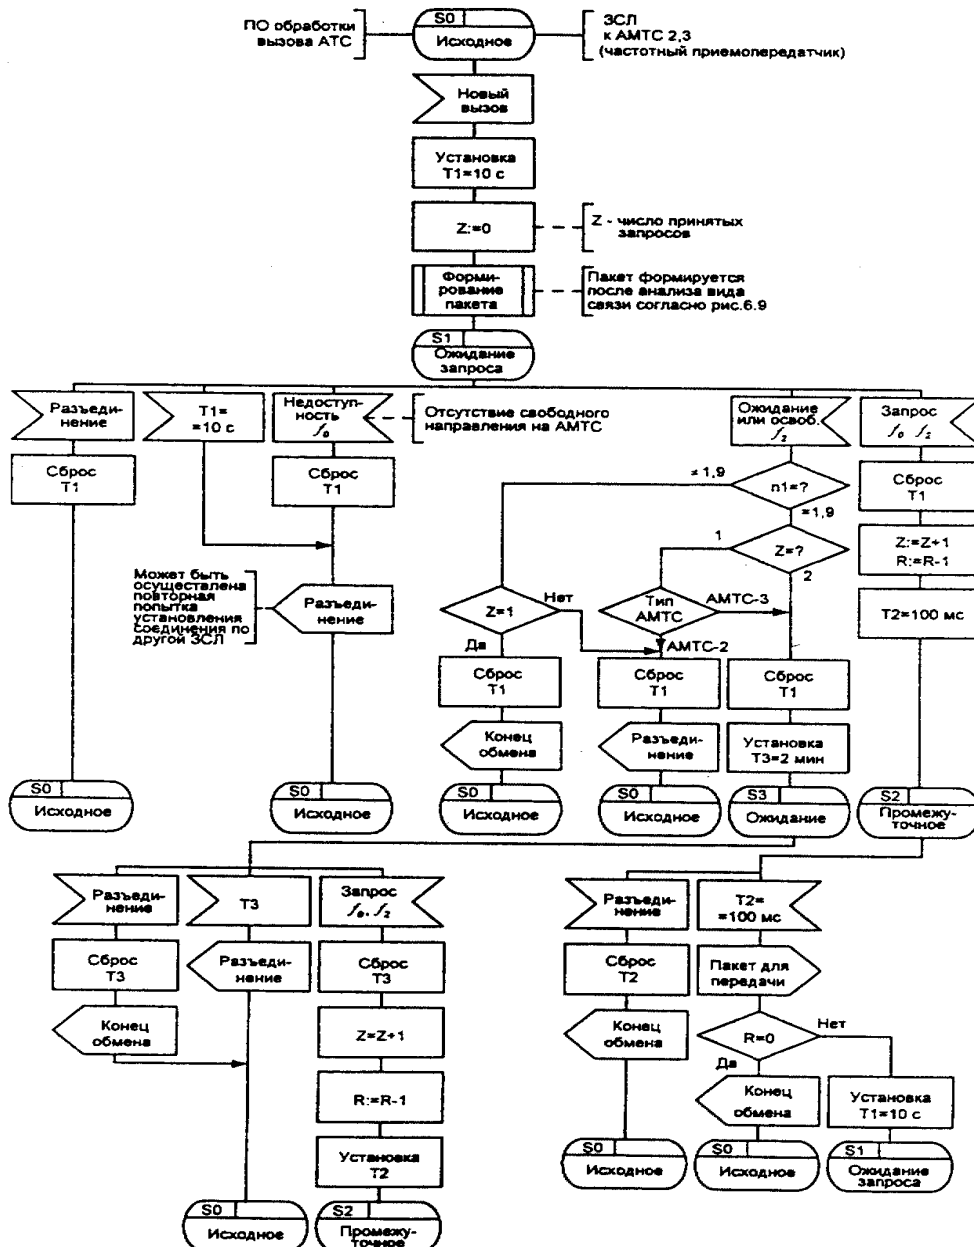 ПО обработки
вызова АТС
S0
Исходное
ЗСЛ
к АМТС 2,3
(частотный приемопередатчик)
Новый
вызов
Установка
T1=10 с
Z:=0
Z - число принятых
запросов
Форми-
рование
пакета
Пакет формируется
после анализа вида
связи согласно рис.6.9
S1
Ожидание
запроса
Разъеди-
нение
T1=
=10 с
Недоступ-
ность
f₀
Отсутствие свободного
направления на АМТС
Ожидание
или освоб.
f₂
Запрос
f₀ f₂
Сброс
T1
Сброс
T1
≠1,9
n1=?
=1,9
Сброс
T1
1
Z=?
2
Z:=Z+1
R:=R-1
Может быть
осуществлена
повторная
попытка
установления
соединения по
другой ЗСЛ
Разъеди-
нение
Z=1
Нет
Да
Тип
АМТС
АМТС-3
АМТС-2
T2=100 мс
Сброс
T1
Сброс
T1
Сброс
T1
Конец
обмена
Разъеди-
нение
Установка
T3=2 мин
S0
Исходное
S0
Исходное
S0
Исходное
S0
Исходное
S3
Ожидание
S2
Промежу-
точное
Разъеди-
нение
T3
Запрос
f₀, f₂
Разъеди-
нение
T2=
=100 мс
Сброс
T3
Разъеди-
нение
Сброс
T3
Сброс
T2
Пакет для
передачи
Конец
обмена
Z=Z+1
Конец
обмена
R=0
Нет
Да
R:=R-1
Конец
обмена
Установка
T1=10 с
Установка
T2
S0
Исходное
S0
Исходное
S1
Ожидание
запроса
S0
Исходное
S2
Промежу-
точное